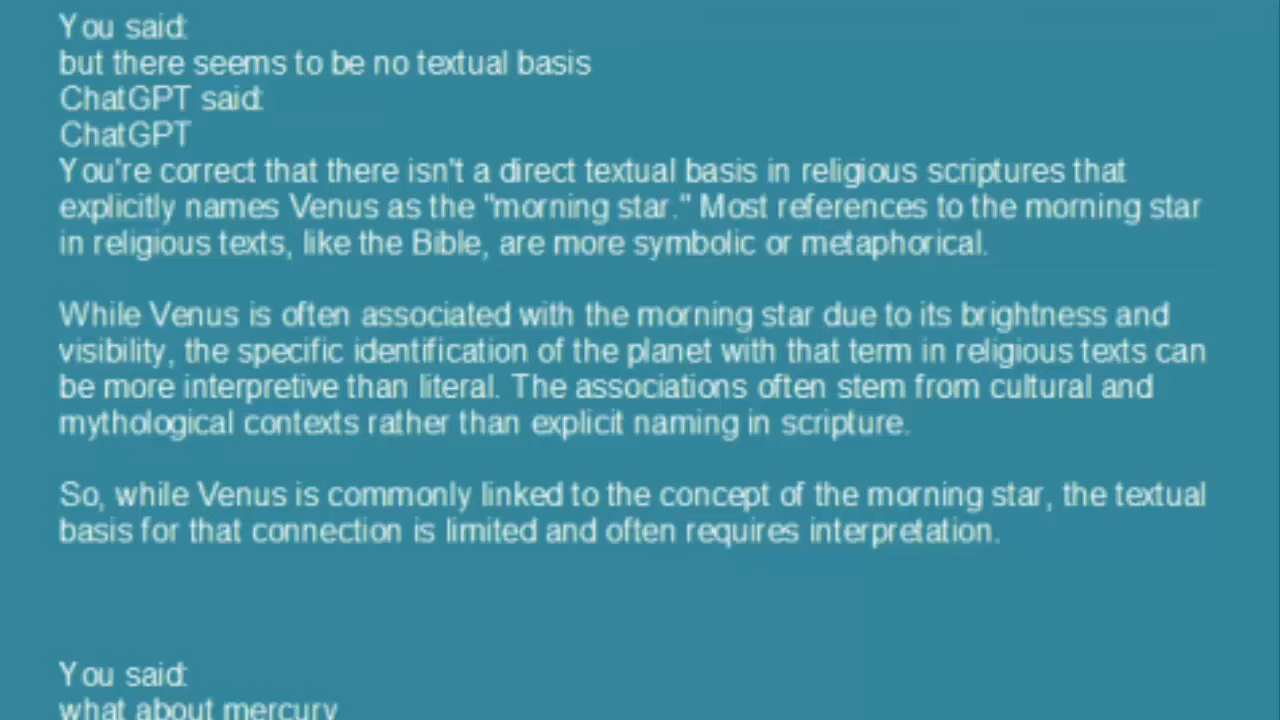 You said:
but there seems to be no textual basis
ChatGPT said:
ChatGPT
You're correct that there isn't a direct textual basis in religious scriptures that
explicitly names Venus as the "morning star." Most references to the morning star
in religious texts, like the Bible, are more symbolic or metaphorical.
While Venus is often associated with the morning star due to its brightness and
visibility, the specific identification of the planet with that term in religious texts can
be more interpretive than literal. The associations often stem from cultural and
mythological contexts rather than explicit naming in scripture.
So, while Venus is commonly linked to the concept of the morning star, the textual
basis for that connection is limited and often requires interpretation.
You said:
what about mercury